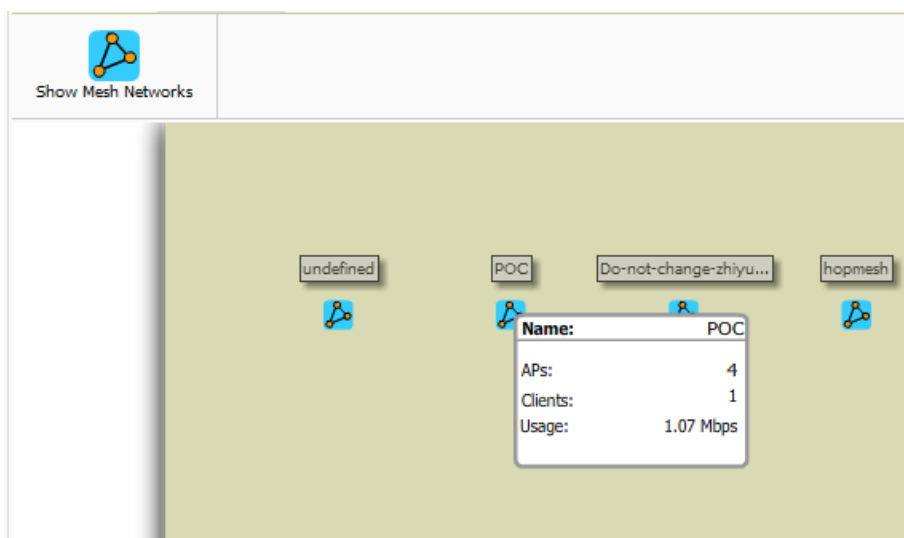 Show Mesh Networks
undefined
POC
Do-not-change-zhiyu...
hopmesh
Name: POC
APs: 4
Clients: 1
Usage: 1.07 Mbps